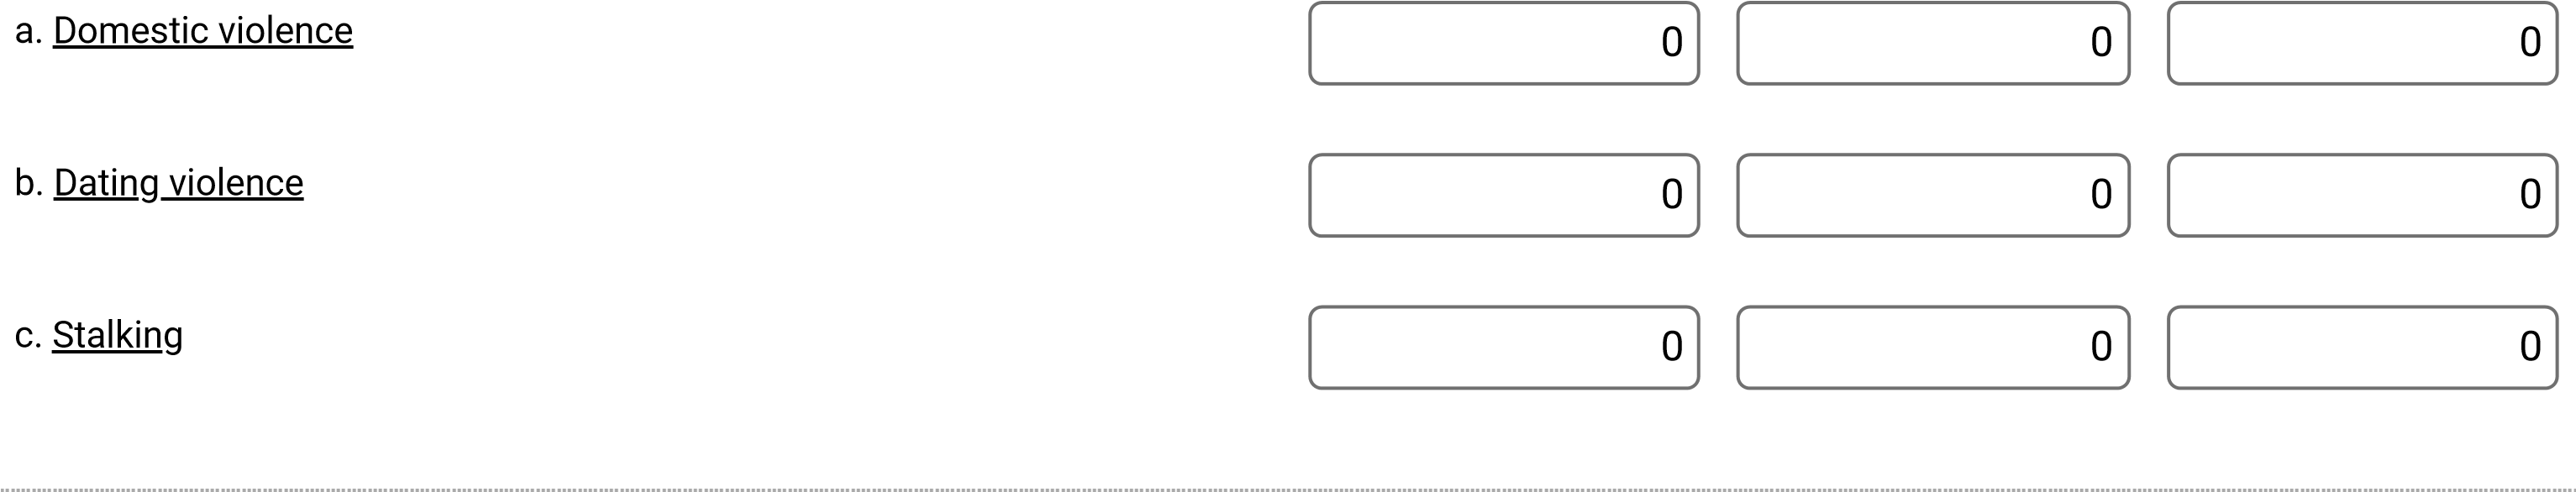 a. Domestic violence 0 0 0
b. Dating violence 0 0 0
c. Stalking 0 0 0